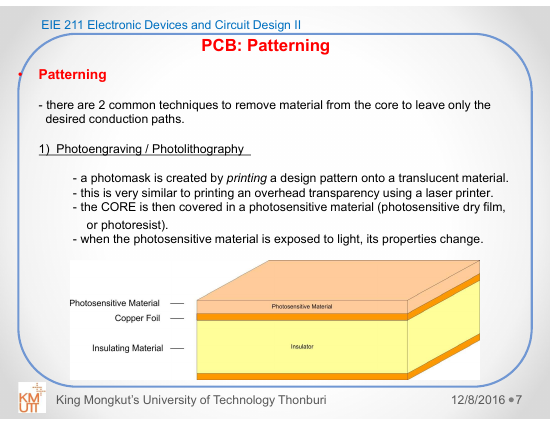 EIE 211 Electronic Devices and Circuit Design II
PCB: Patterning
• Patterning
- there are 2 common techniques to remove material from the core to leave only the
desired conduction paths.
1) Photoengraving / Photolithography
- a photomask is created by printing a design pattern onto a translucent material.
- this is very similar to printing an overhead transparency using a laser printer.
- the CORE is then covered in a photosensitive material (photosensitive dry film,
or photoresist).
- when the photosensitive material is exposed to light, its properties change.
Photosensitive Material
Photosensitive Material
Copper Foil
Insulating Material
Insulator
KM
UTT
King Mongkut's University of Technology Thonburi
12/8/2016 •7